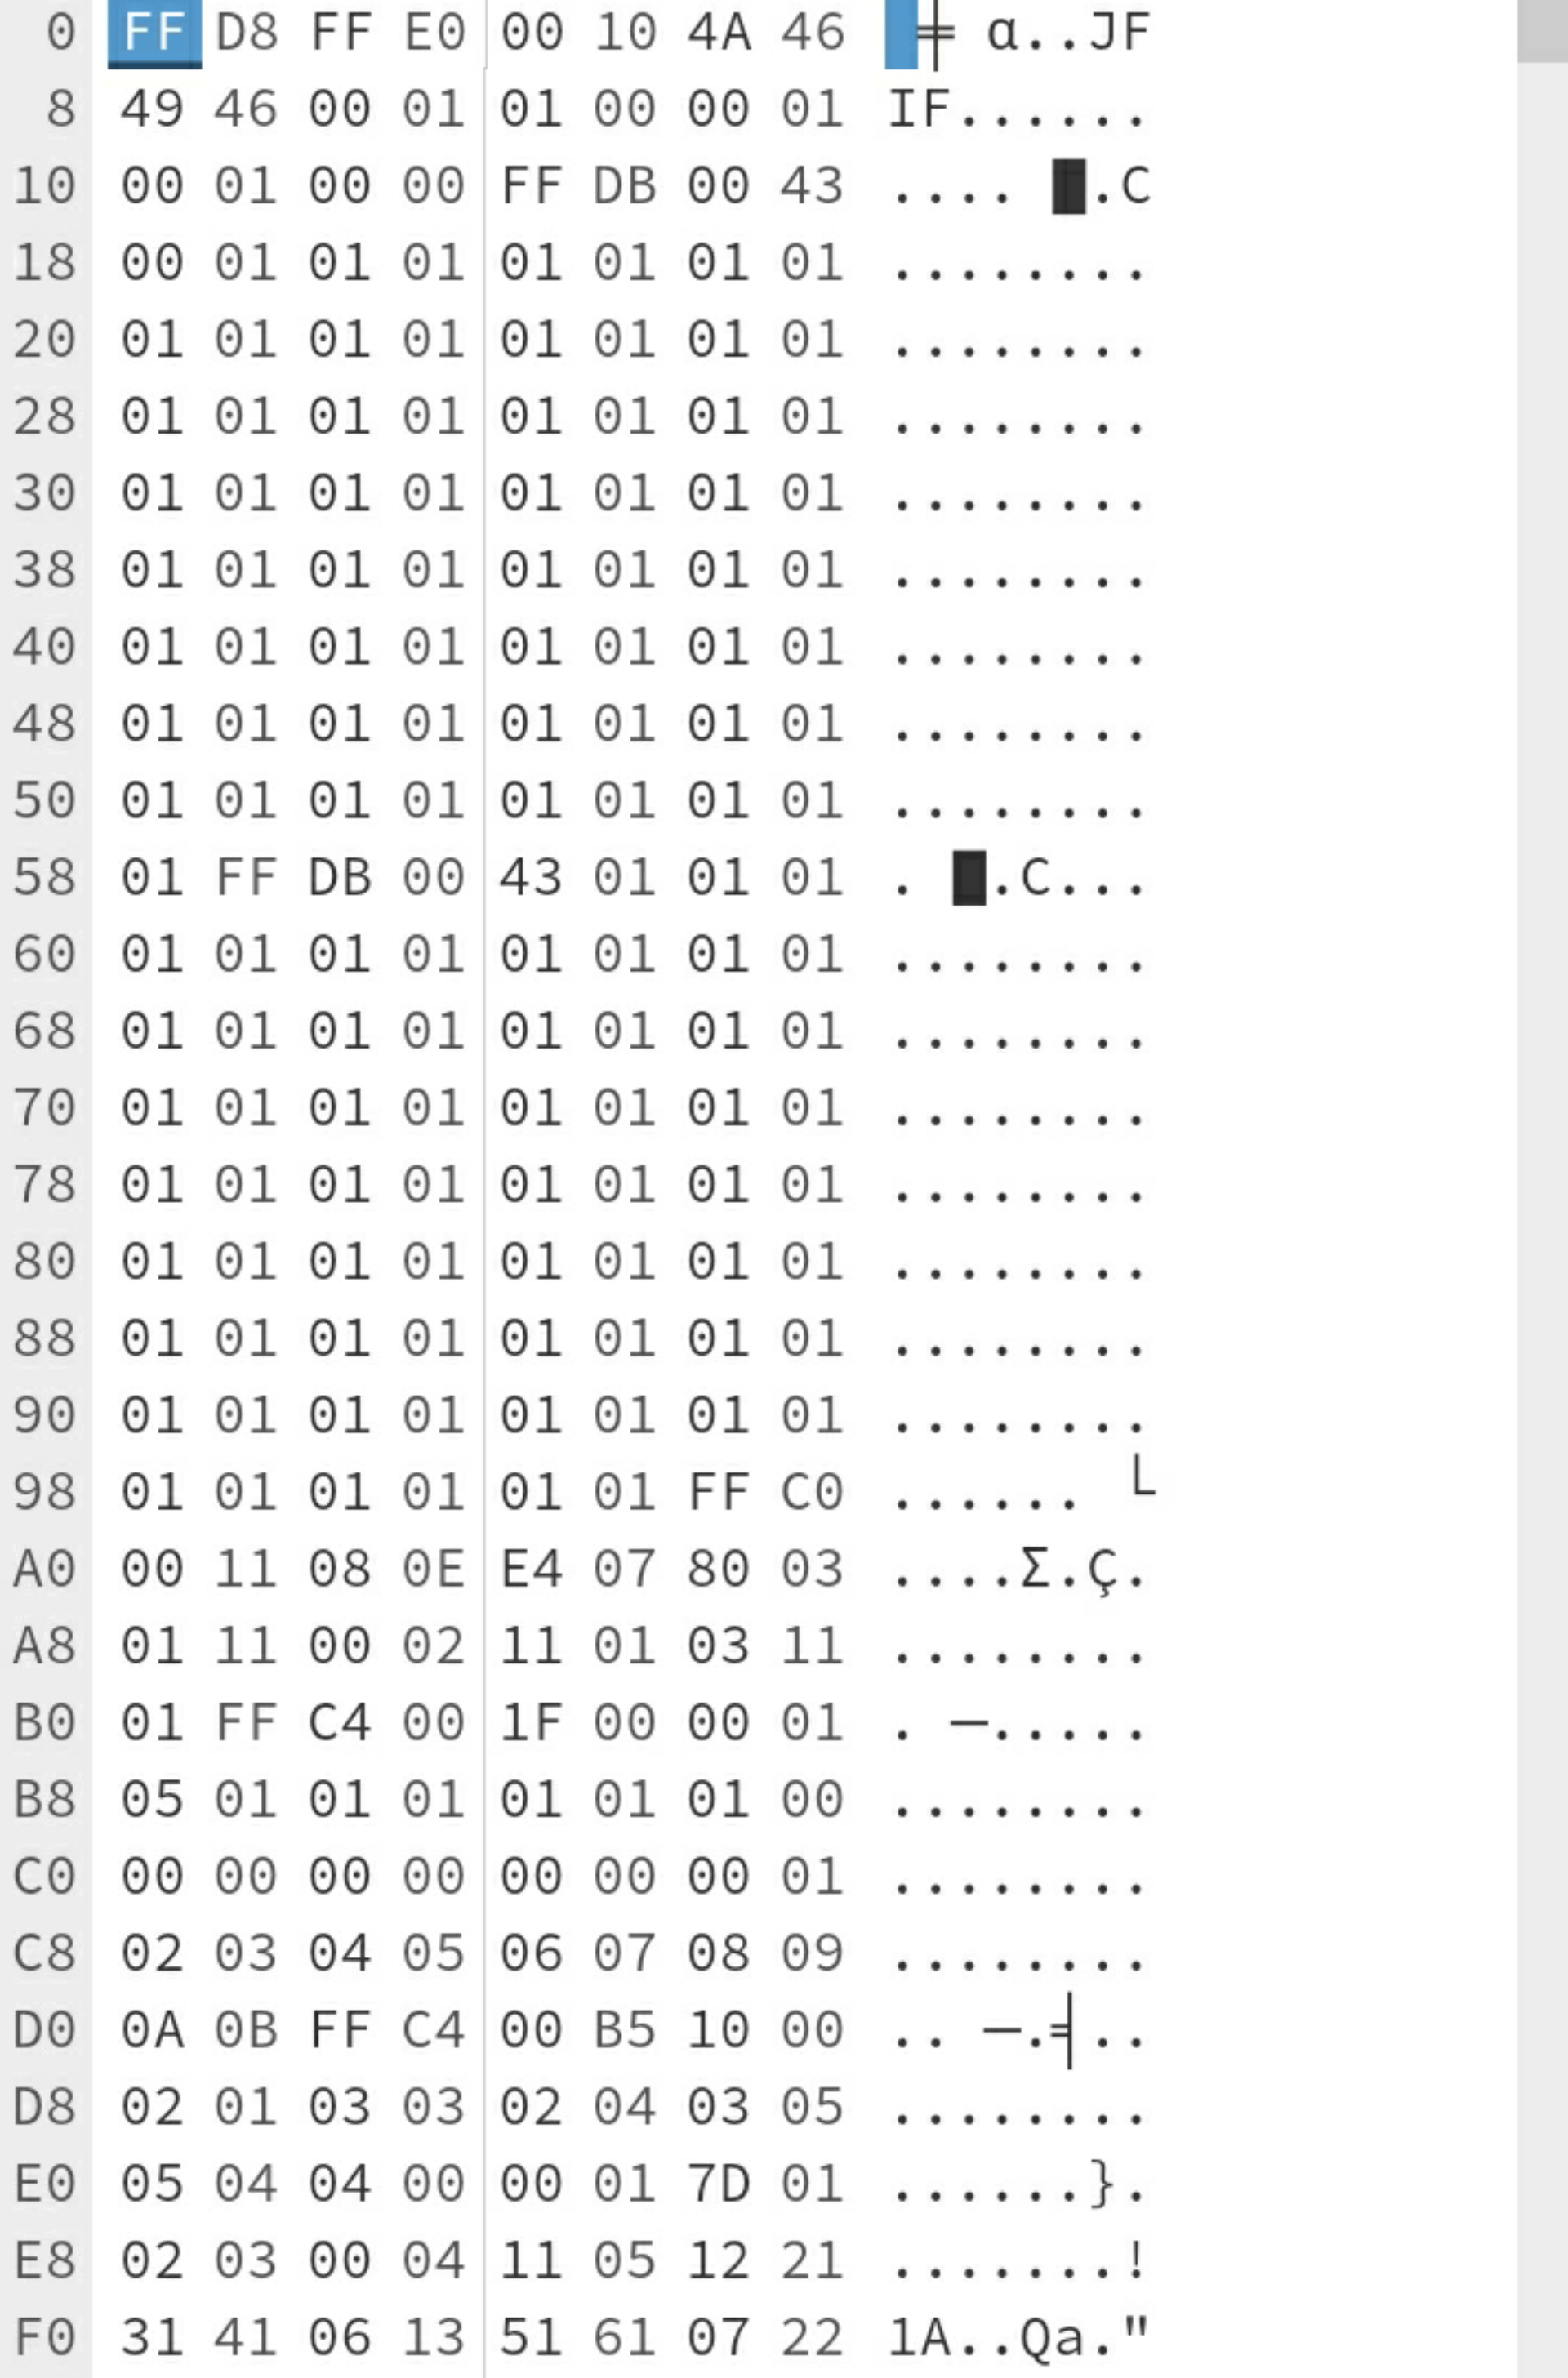 0 FF D8 FF E0 00 10 4A 46 ╪ α..JF
8 49 46 00 01 01 00 00 01 IF......
10 00 01 00 00 FF DB 00 43 .... █.C
18 00 01 01 01 01 01 01 01 ........
20 01 01 01 01 01 01 01 01 ........
28 01 01 01 01 01 01 01 01 ........
30 01 01 01 01 01 01 01 01 ........
38 01 01 01 01 01 01 01 01 ........
40 01 01 01 01 01 01 01 01 ........
48 01 01 01 01 01 01 01 01 ........
50 01 01 01 01 01 01 01 01 ........
58 01 FF DB 00 43 01 01 01 . █.C...
60 01 01 01 01 01 01 01 01 ........
68 01 01 01 01 01 01 01 01 ........
70 01 01 01 01 01 01 01 01 ........
78 01 01 01 01 01 01 01 01 ........
80 01 01 01 01 01 01 01 01 ........
88 01 01 01 01 01 01 01 01 ........
90 01 01 01 01 01 01 01 01 ........
98 01 01 01 01 01 01 FF C0 ...... └
A0 00 11 08 0E E4 07 80 03 ....Σ.Ç.
A8 01 11 00 02 11 01 03 11 ........
B0 01 FF C4 00 1F 00 00 01 . ─.....
B8 05 01 01 01 01 01 01 00 ........
C0 00 00 00 00 00 00 00 01 ........
C8 02 03 04 05 06 07 08 09 ........
D0 0A 0B FF C4 00 B5 10 00 .. ─.╡..
D8 02 01 03 03 02 04 03 05 ........
E0 05 04 04 00 00 01 7D 01 ......}.
E8 02 03 00 04 11 05 12 21 .......!
F0 31 41 06 13 51 61 07 22 1A..Qa."